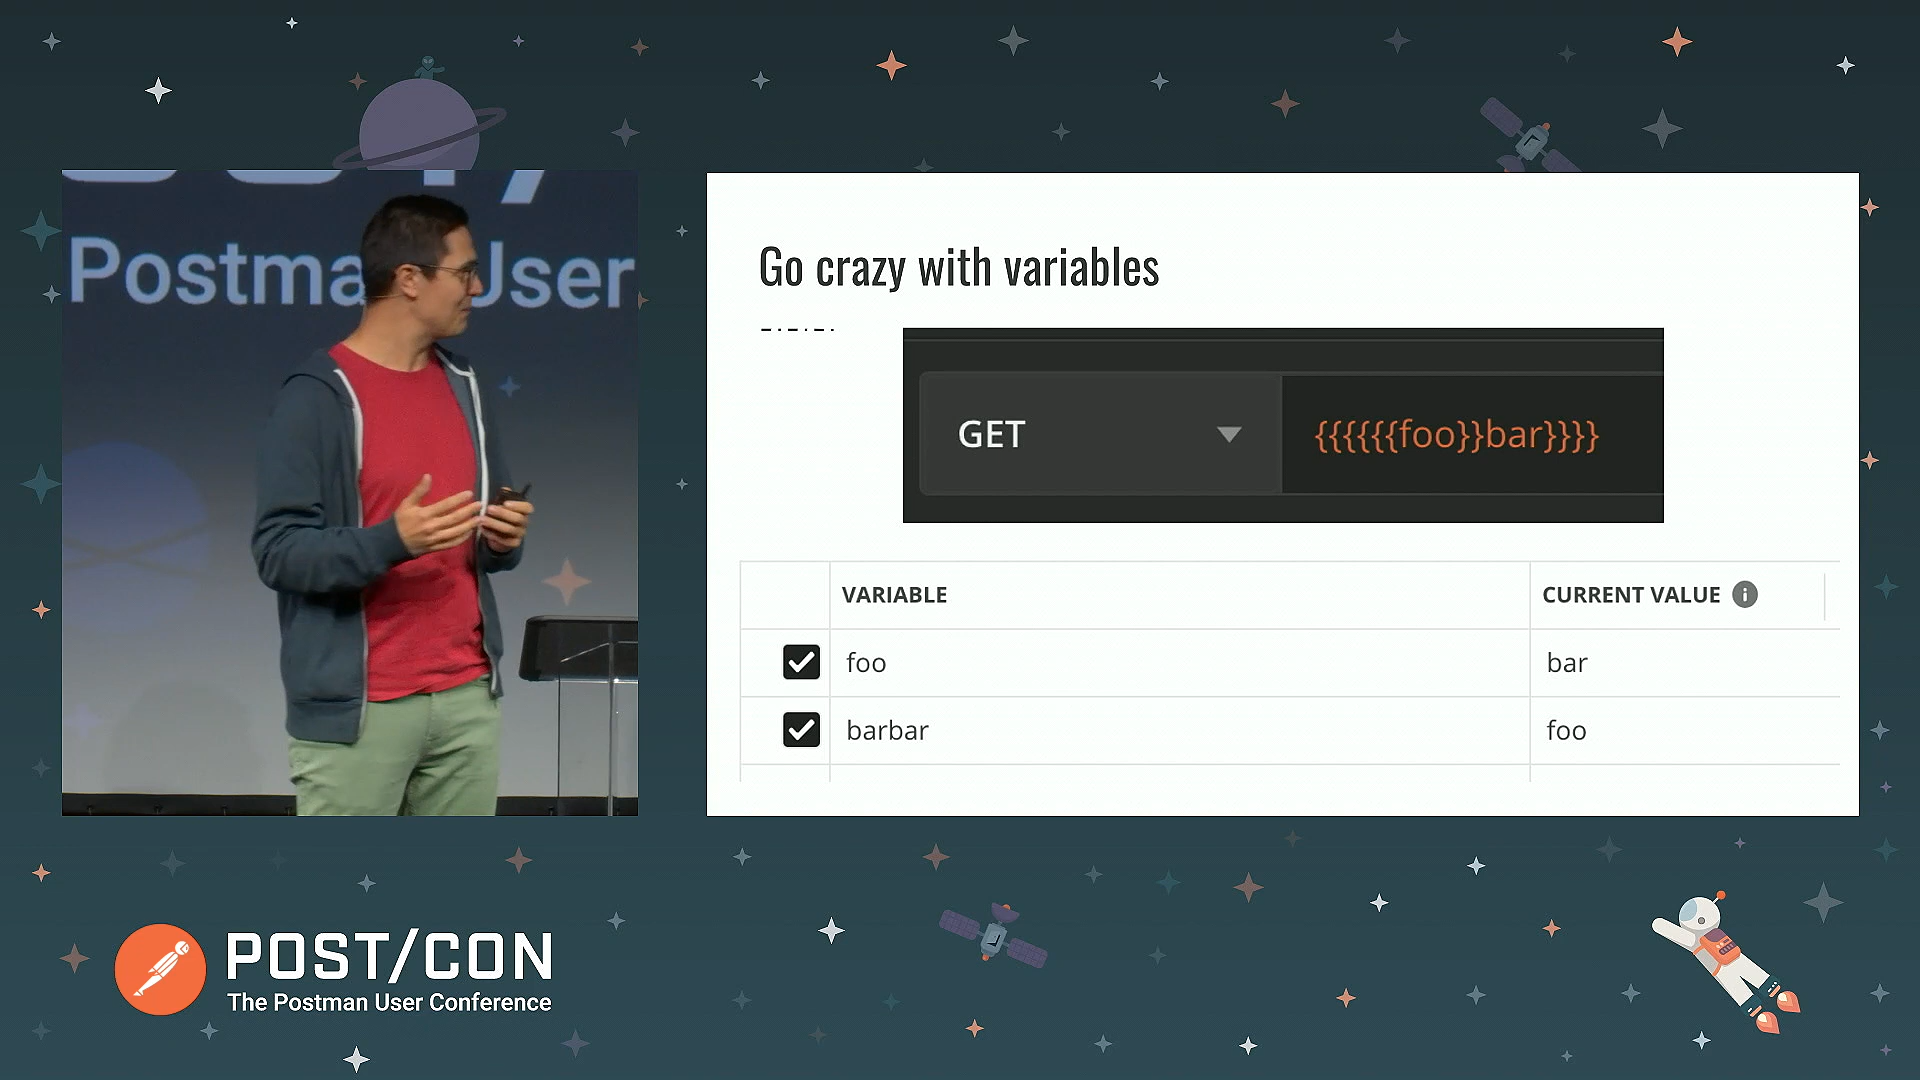 Postma User
Go crazy with variables
GET
{{{{{{foo}}bar}}}}
VARIABLE
CURRENT VALUE
foo
bar
barbar
foo
POST/CON
The Postman User Conference